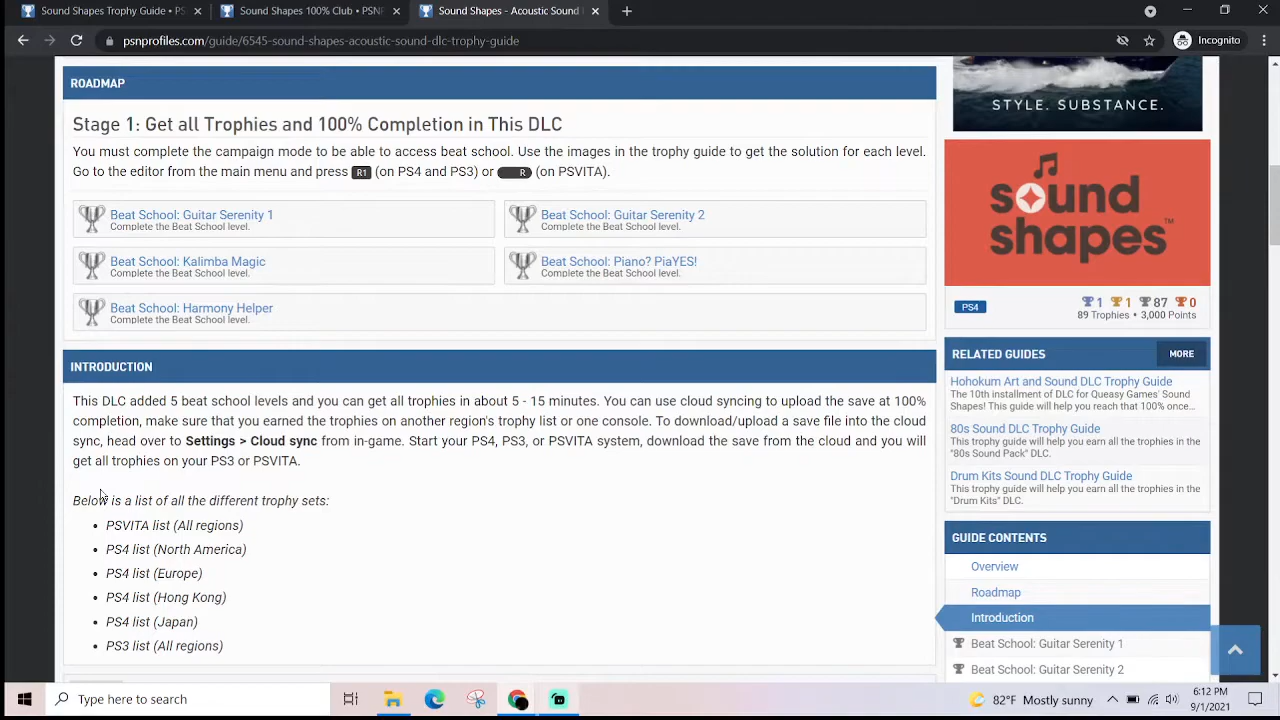 Sound Shapes Trophy Guide • PS
Sound Shapes 100% Club • PSNP
Sound Shapes - Acoustic Sound
psnprofiles.com/guide/6545-sound-shapes-acoustic-sound-dlc-trophy-guide
Incognito
ROADMAP
Stage 1: Get all Trophies and 100% Completion in This DLC
You must complete the campaign mode to be able to access beat school. Use the images in the trophy guide to get the solution for each level.
Go to the editor from the main menu and press R1 (on PS4 and PS3) or R (on PSVITA).
Beat School: Guitar Serenity 1
Complete the Beat School level.
Beat School: Guitar Serenity 2
Complete the Beat School level.
Beat School: Kalimba Magic
Complete the Beat School level.
Beat School: Piano? PiaYES!
Complete the Beat School level.
Beat School: Harmony Helper
Complete the Beat School level.
INTRODUCTION
This DLC added 5 beat school levels and you can get all trophies in about 5 - 15 minutes. You can use cloud syncing to upload the save at 100%
completion, make sure that you earned the trophies on another region's trophy list or one console. To download/upload a save file into the cloud
sync, head over to Settings > Cloud sync from in-game. Start your PS4, PS3, or PSVITA system, download the save from the cloud and you will
get all trophies on your PS3 or PSVITA.
Below is a list of all the different trophy sets:
• PSVITA list (All regions)
• PS4 list (North America)
• PS4 list (Europe)
• PS4 list (Hong Kong)
• PS4 list (Japan)
• PS3 list (All regions)
STYLE. SUBSTANCE.
sound
shapes™
PS4
1 1 87 0
89 Trophies • 3,000 Points
RELATED GUIDES
MORE
Hohokum Art and Sound DLC Trophy Guide
The 10th installment of DLC for Queasy Games' Sound
Shapes! This guide will help you reach that 100% once...
80s Sound DLC Trophy Guide
This trophy guide will help you earn all the trophies in the
"80s Sound Pack" DLC.
Drum Kits Sound DLC Trophy Guide
This trophy guide will help you earn all the trophies in the
"Drum Kits" DLC.
GUIDE CONTENTS
Overview
Roadmap
Introduction
Beat School: Guitar Serenity 1
Beat School: Guitar Serenity 2
Type here to search
82°F Mostly sunny
6:12 PM
9/1/2021